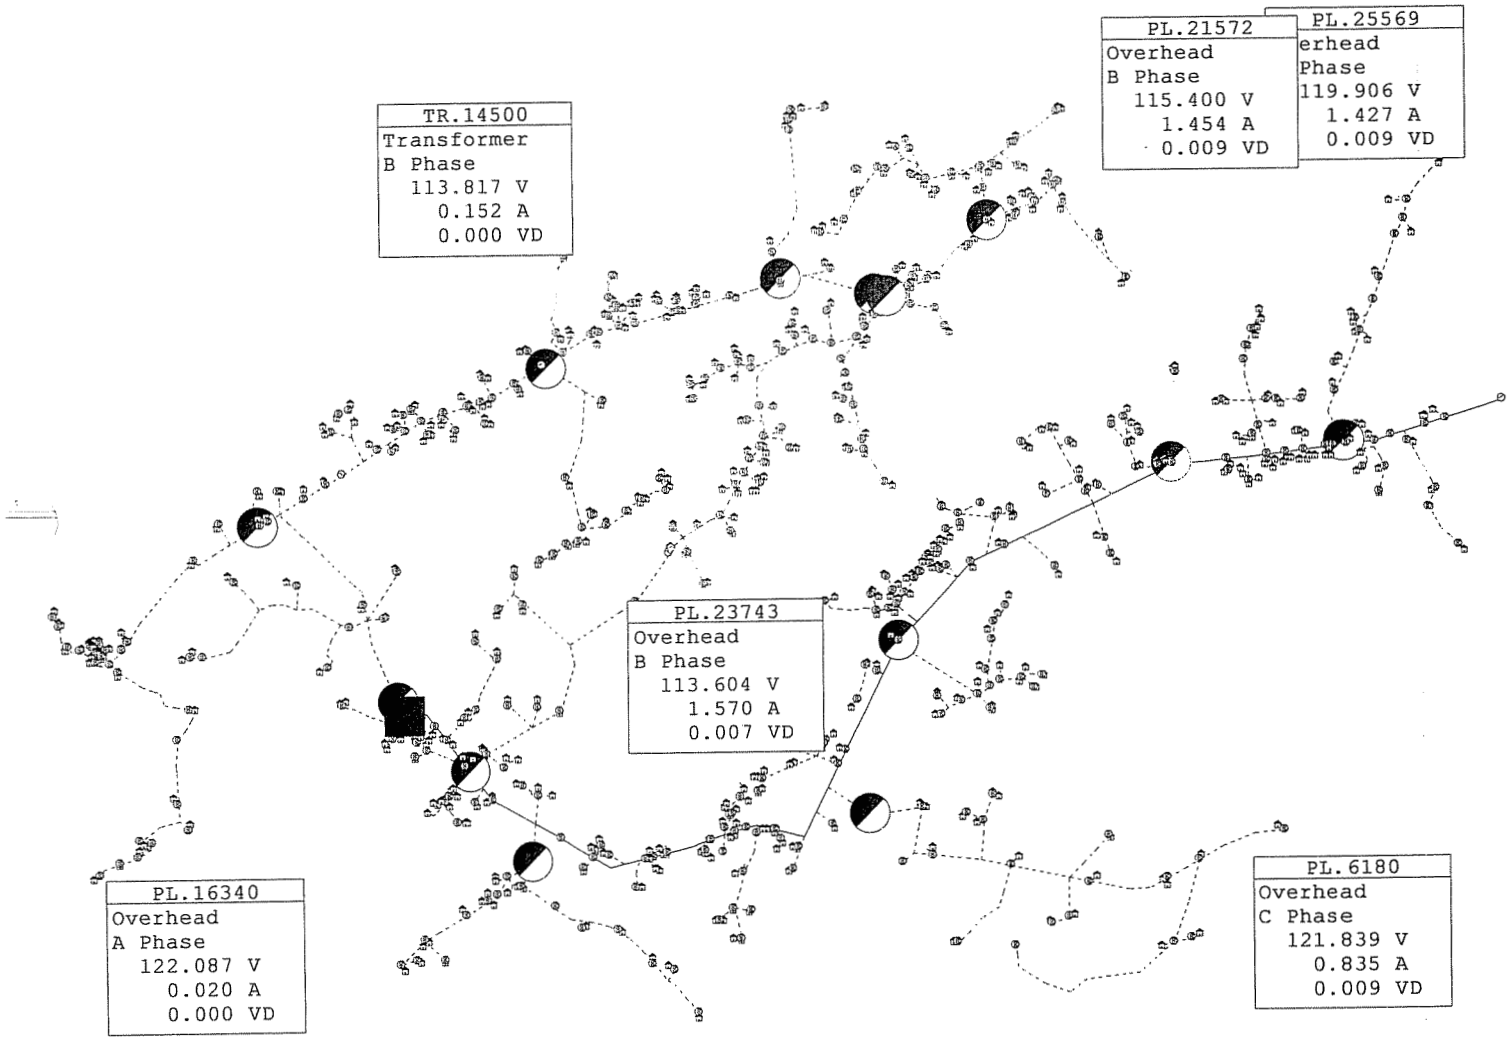 PL.21572
Overhead
B Phase
115.400 V
1.454 A
0.009 VD
PL.25569
erhead
Phase
119.906 V
1.427 A
0.009 VD
TR.14500
Transformer
B Phase
113.817 V
0.152 A
0.000 VD
PL.23743
Overhead
B Phase
113.604 V
1.570 A
0.007 VD
PL.16340
Overhead
A Phase
122.087 V
0.020 A
0.000 VD
PL.6180
Overhead
C Phase
121.839 V
0.835 A
0.009 VD